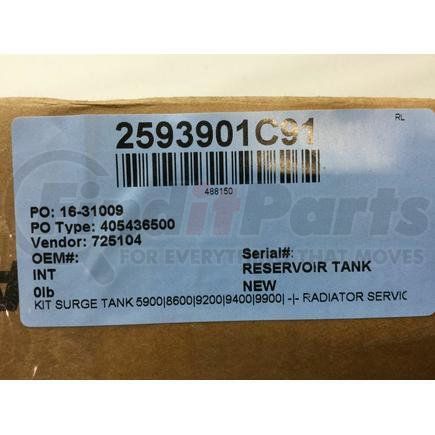 RL
2593901C91
488150
PO: 16-31009
PO Type: 405436500
Vendor: 725104
OEM#: Serial#:
INT RESERVOIR TANK
0lb NEW
KIT SURGE TANK 5900|8600|9200|9400|9900| -|- RADIATOR SERVIC
FinditParts